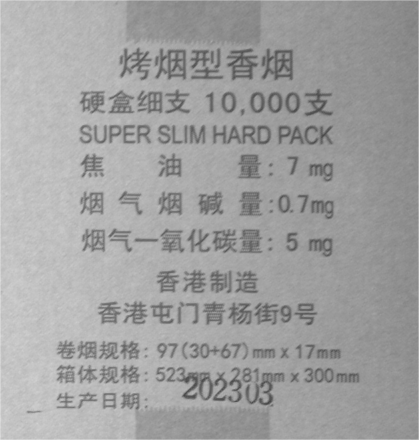 烤烟型香烟
硬盒细支 10,000支
SUPER SLIM HARD PACK
焦 油 量: 7 mg
烟 气 烟 碱 量:0.7mg
烟气一氧化碳量: 5 mg
香港制造
香港屯门青杨街9号
卷烟规格: 97(30+67)mm x 17mm
箱体规格: 523mm x 281mm x 300mm
生产日期: 202303